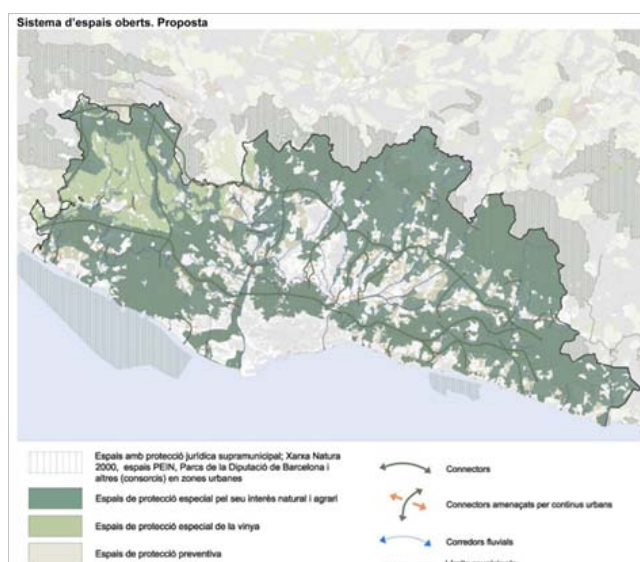 Sistema d'espais oberts. Proposta
Espais amb protecció jurídica supramunicipal; Xarxa Natura
2000, espais PEIN, Parcs de la Diputació de Barcelona i
altres (consorcis) en zones urbanes
Espais de protecció especial pel seu interès natural i agrari
Espais de protecció especial de la vinya
Espais de protecció preventiva
Connectors
Connectors amenaçats per continus urbans
Corredors fluvials